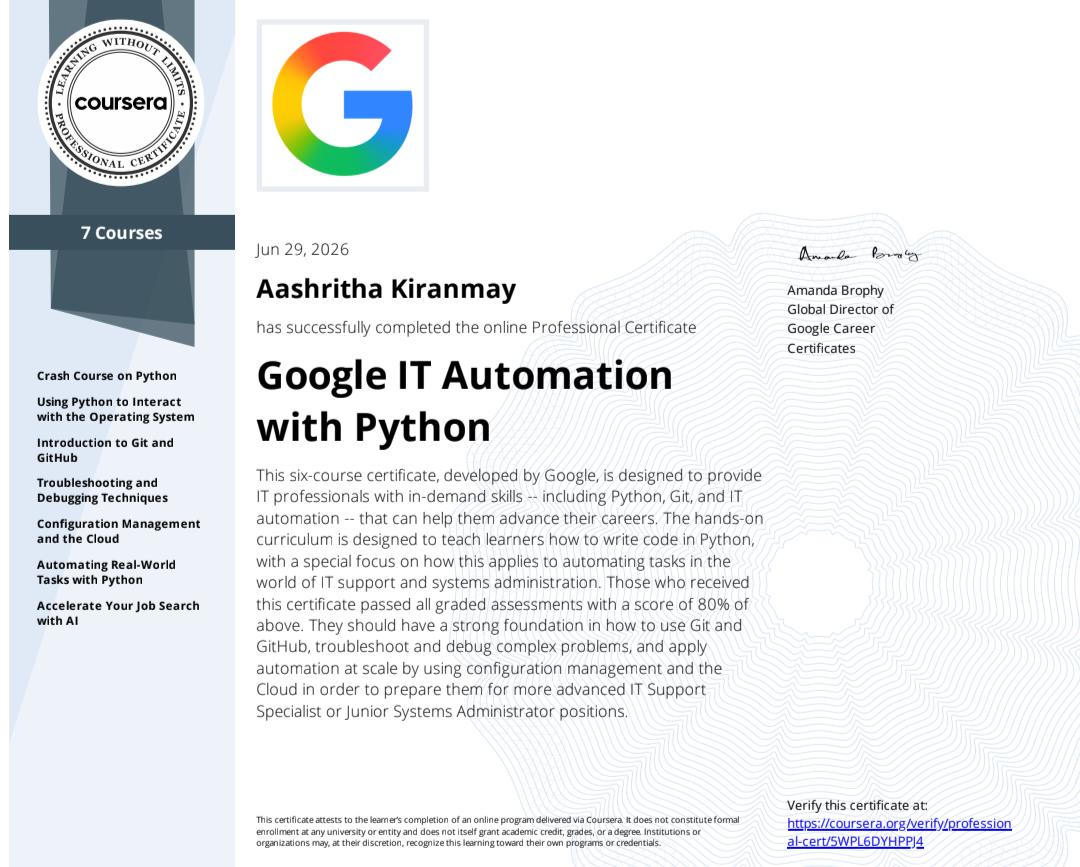 LEARNING WITHOUT LIMITS
coursera
PROFESSIONAL CERTIFICATE
7 Courses
Crash Course on Python
Using Python to Interact
with the Operating System
Introduction to Git and
GitHub
Troubleshooting and
Debugging Techniques
Configuration Management
and the Cloud
Automating Real-World
Tasks with Python
Accelerate Your Job Search
with AI
G
Jun 29, 2026
Aashritha Kiranmay
has successfully completed the online Professional Certificate
Google IT Automation
with Python
This six-course certificate, developed by Google, is designed to provide
IT professionals with in-demand skills -- including Python, Git, and IT
automation -- that can help them advance their careers. The hands-on
curriculum is designed to teach learners how to write code in Python,
with a special focus on how this applies to automating tasks in the
world of IT support and systems administration. Those who received
this certificate passed all graded assessments with a score of 80% of
above. They should have a strong foundation in how to use Git and
GitHub, troubleshoot and debug complex problems, and apply
automation at scale by using configuration management and the
Cloud in order to prepare them for more advanced IT Support
Specialist or Junior Systems Administrator positions.
Amanda Brophy
Amanda Brophy
Global Director of
Google Career
Certificates
This certificate attests to the learner's completion of an online program delivered via Coursera. It does not constitute formal
enrollment at any university or entity and does not itself grant academic credit, grades, or a degree. Institutions or
organizations may, at their discretion, recognize this learning toward their own programs or credentials.
Verify this certificate at:
https://coursera.org/verify/profession
al-cert/5WPL6DYHPPJ4